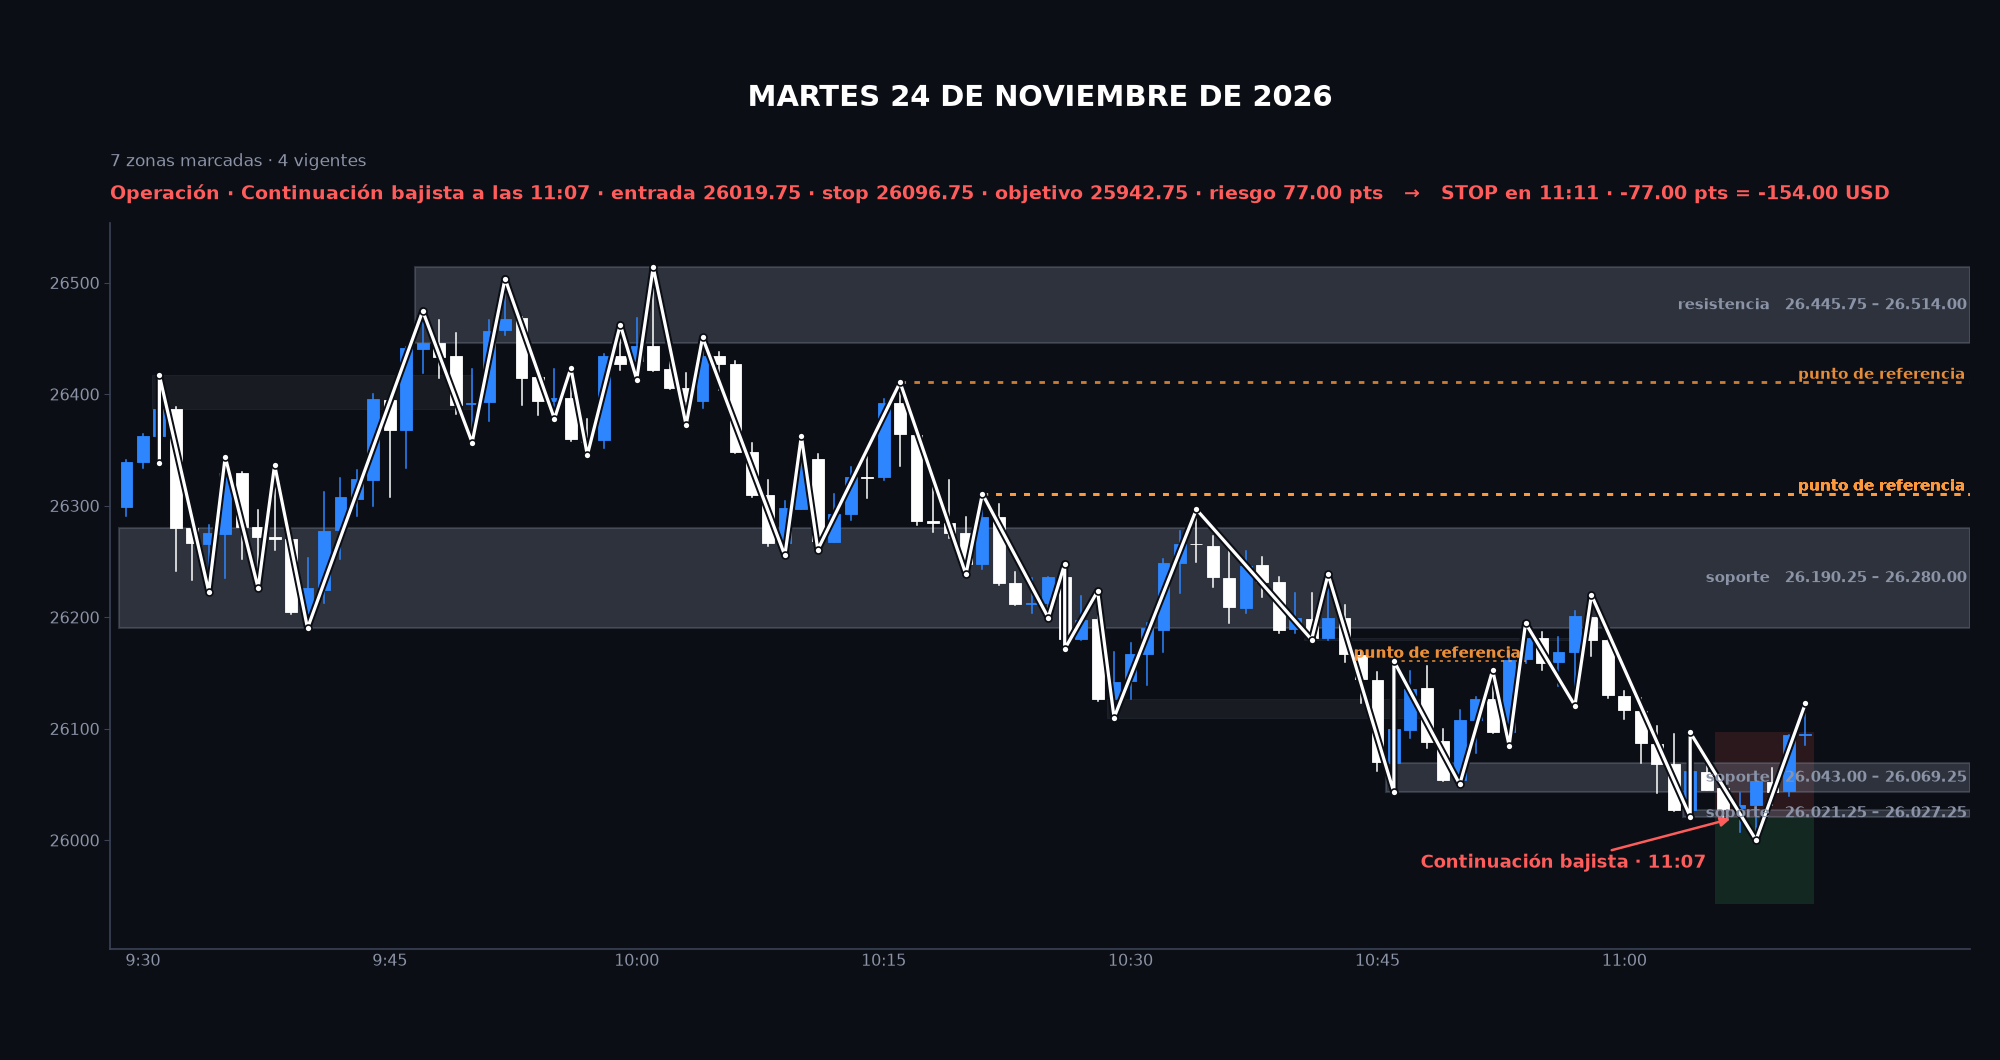 MARTES 24 DE NOVIEMBRE DE 2026
7 zonas marcadas · 4 vigentes
Operación · Continuación bajista a las 11:07 · entrada 26019.75 · stop 26096.75 · objetivo 25942.75 · riesgo 77.00 pts → STOP en 11:11 · -77.00 pts = -154.00 USD
26500
resistencia 26.445.75 – 26.514.00
26400
punto de referencia
26300
punto de referencia
soporte 26.190.25 – 26.280.00
26200
punto de referencia
26100
soporte 26.043.00 – 26.069.25
soporte 26.021.25 – 26.027.25
26000
Continuación bajista · 11:07
9:30 9:45 10:00 10:15 10:30 10:45 11:00